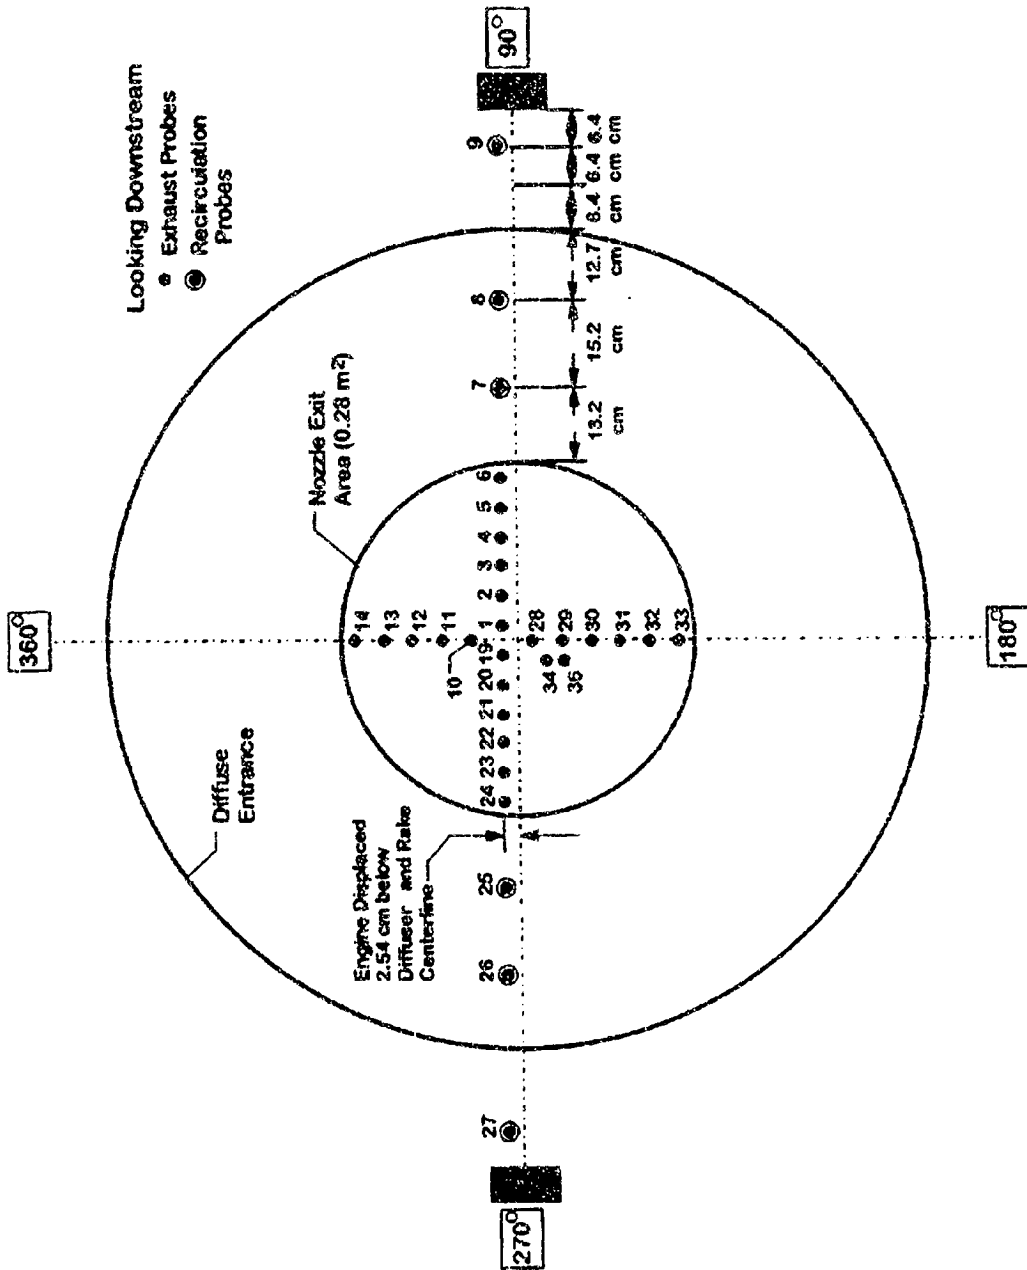 360°
Looking Downstream
Exhaust Probes
Recirculation
Probes
90°
Nozzle Exit
Area (0.28 m²)
Diffuse
Entrance
14
13
12
11
10
9
8
7
24 23 22 21 20 19 1 2 3 4 5 6
28
29
30
31
32
33
34
36
Engine Displaced
2.54 cm below
Diffuser and Rake
Centerline
25
26
27
13.2
cm
15.2
cm
12.7
cm
6.4
cm
6.4
cm
6.4
cm
270°
180°